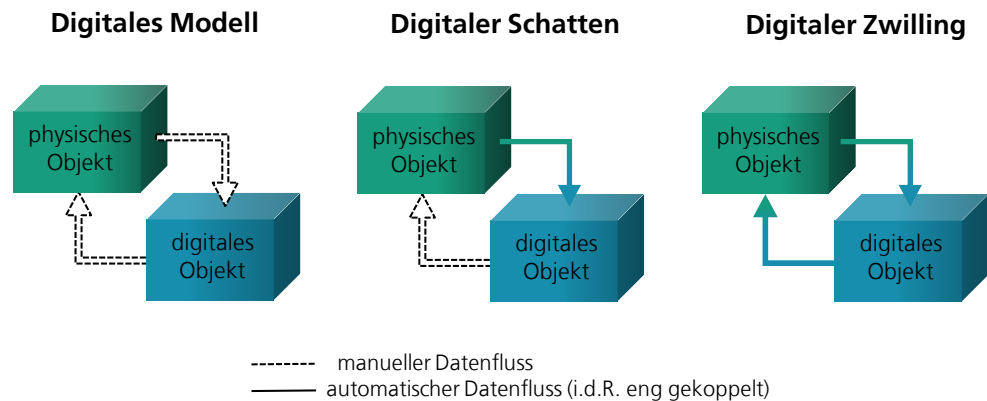 Digitales Modell
Digitaler Schatten
Digitaler Zwilling
physisches
Objekt
digitales
Objekt
physisches
Objekt
digitales
Objekt
physisches
Objekt
digitales
Objekt
manueller Datenfluss
automatischer Datenfluss (i.d.R. eng gekoppelt)